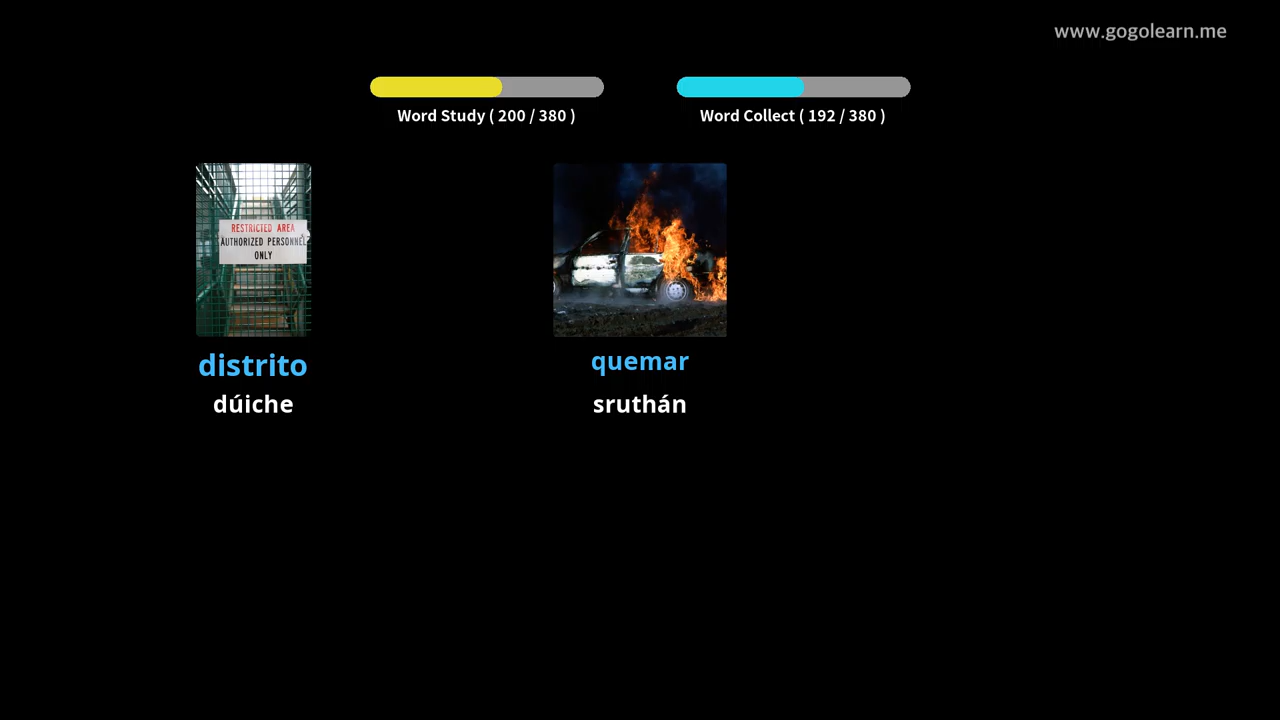 www.gogolearn.me
Word Study ( 200 / 380 )
Word Collect ( 192 / 380 )
RESTRICTED AREA
AUTHORIZED PERSONNEL
ONLY
distrito
dúiche
quemar
sruthán